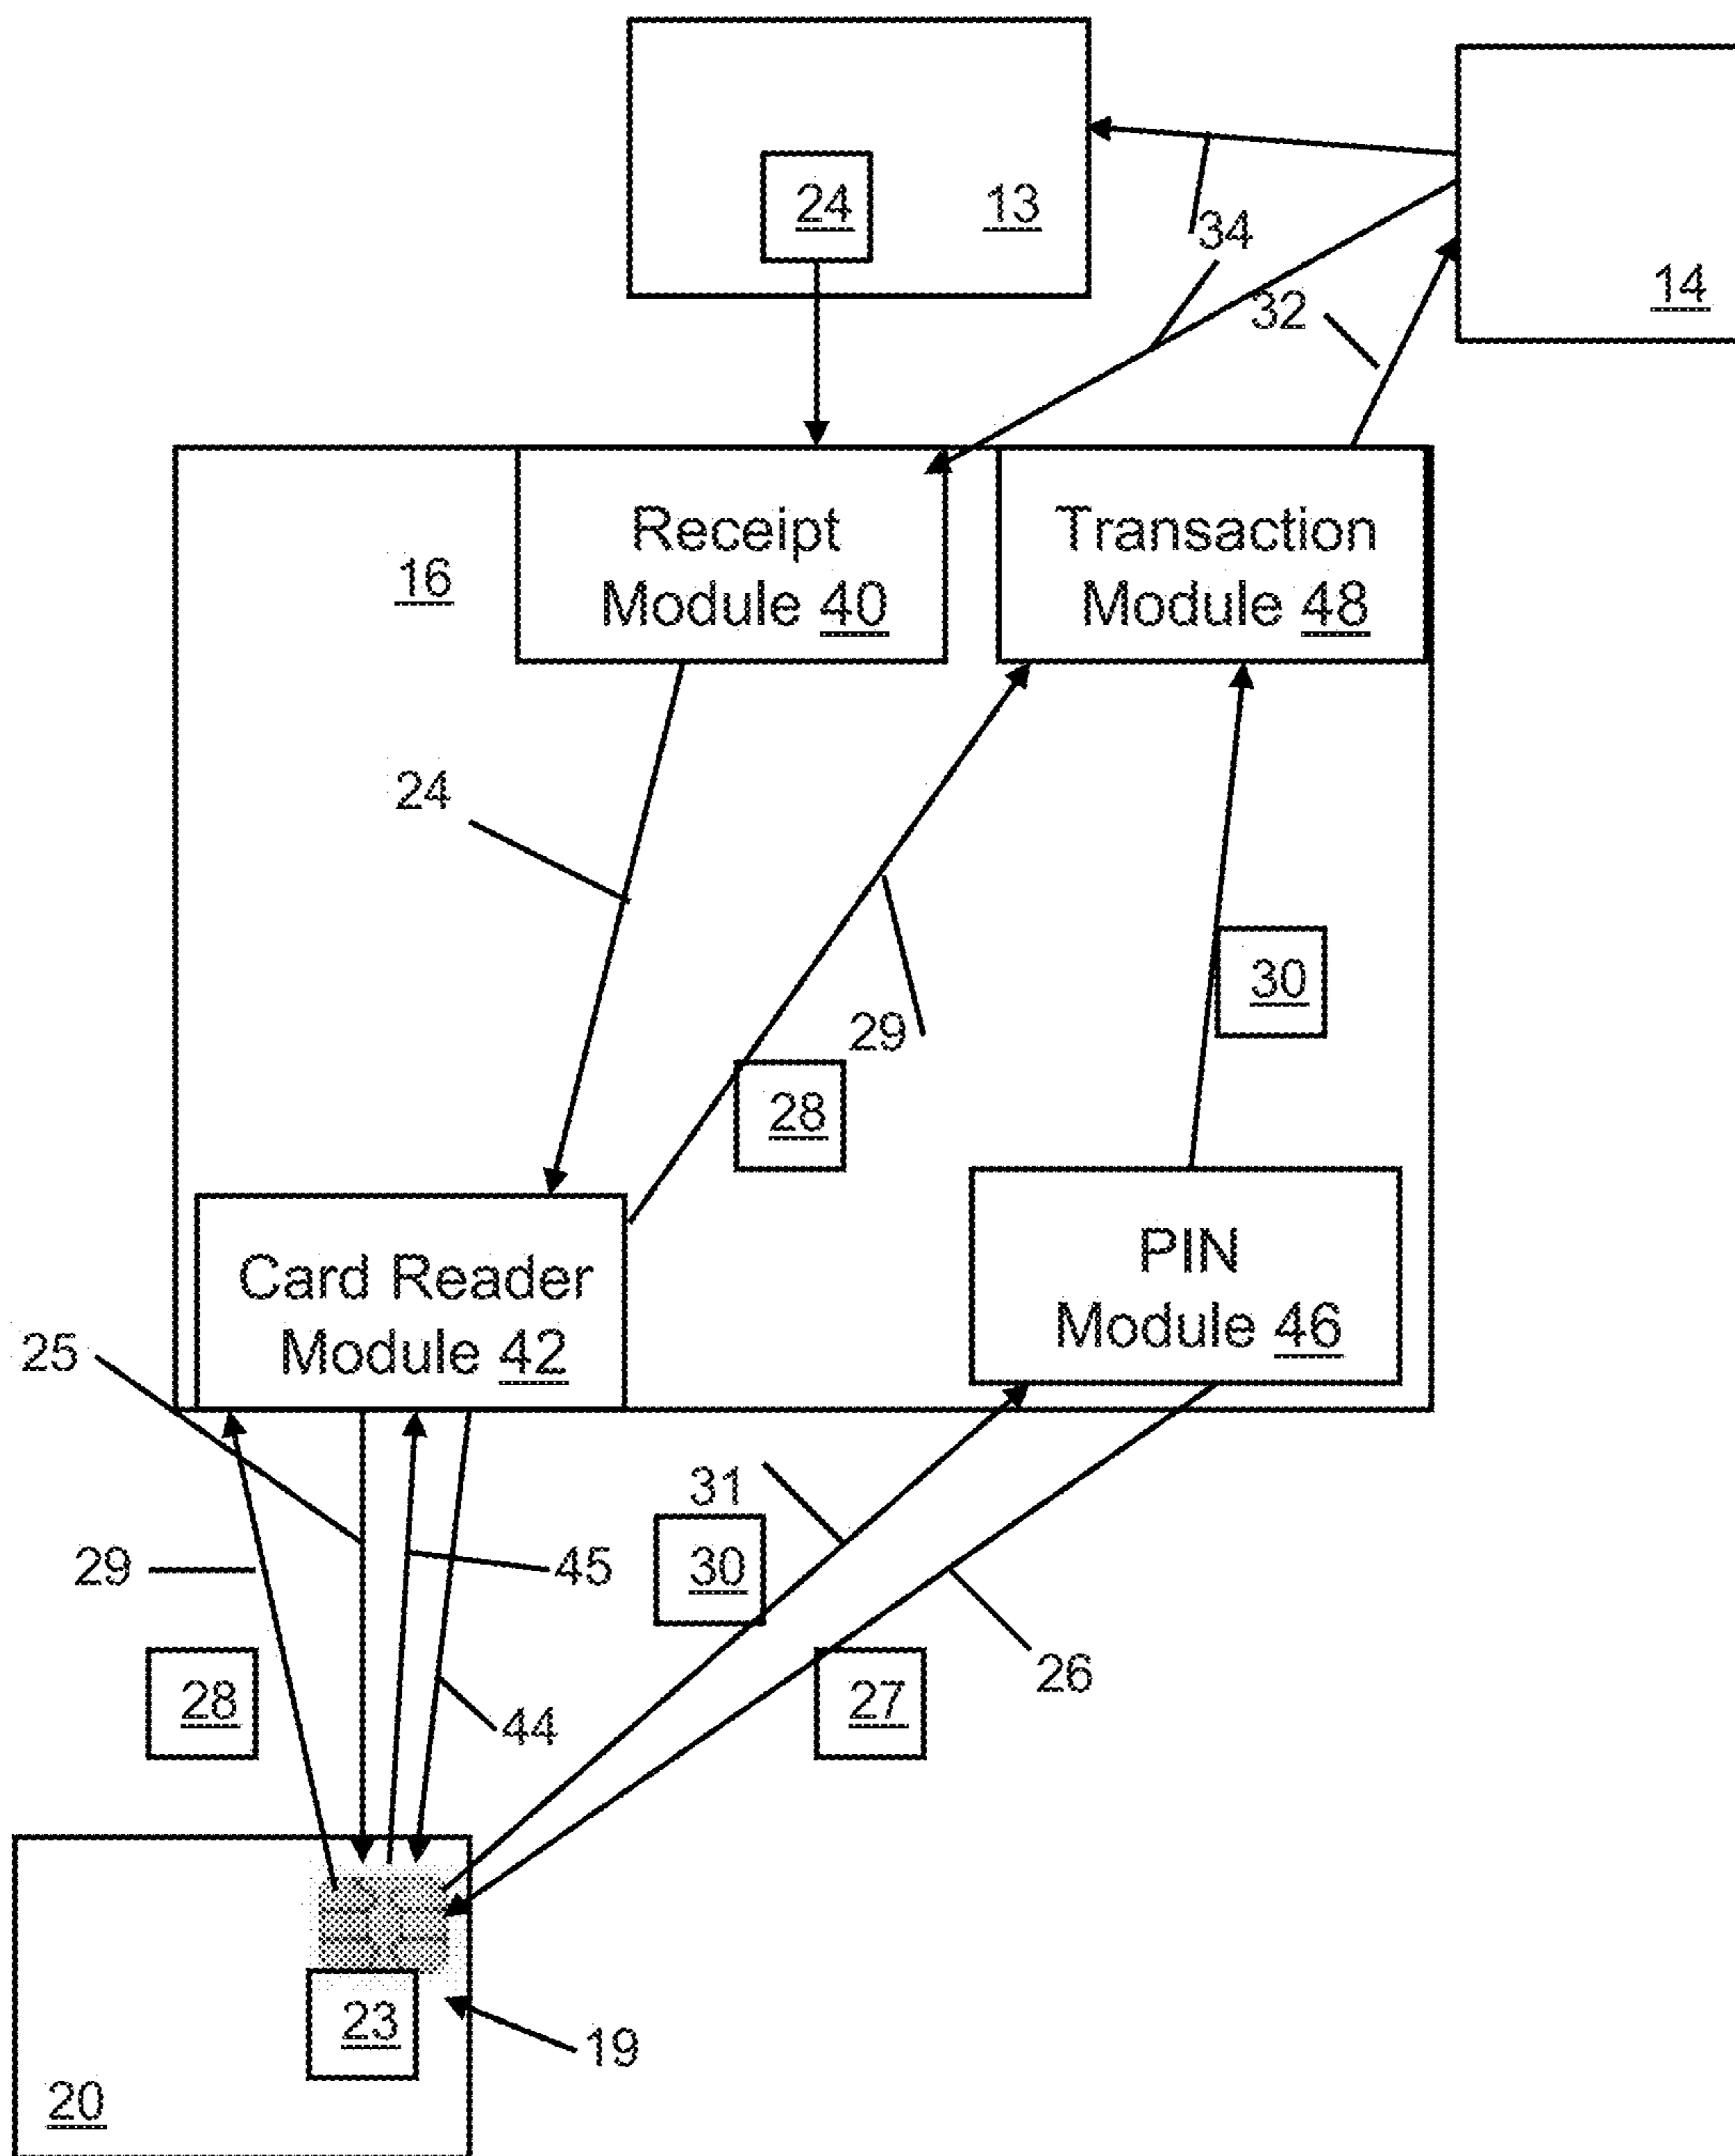 24
13
34
32
14
16
Receipt
Module 40
Transaction
Module 48
24
29
30
28
Card Reader
Module 42
PIN
Module 46
25
31
29
45
30
26
28
44
27
23
19
20